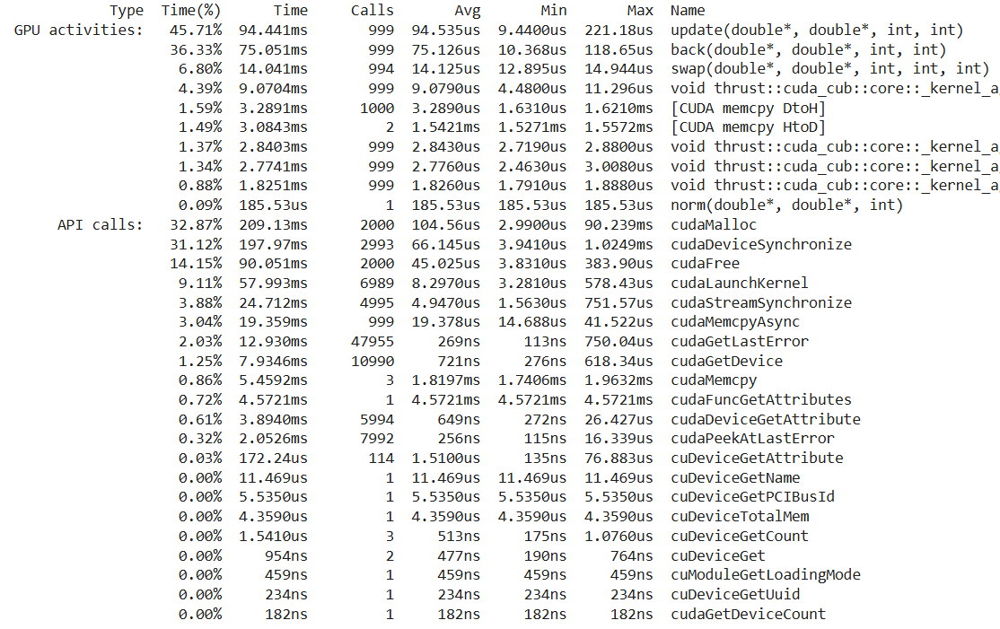 Type Time(%) Time Calls Avg Min Max Name
GPU activities: 45.71% 94.441ms 999 94.535us 9.4400us 221.18us update(double*, double*, int, int)
36.33% 75.051ms 999 75.126us 10.368us 118.65us back(double*, double*, int, int)
6.80% 14.041ms 994 14.125us 12.895us 14.944us swap(double*, double*, int, int, int)
4.39% 9.0704ms 999 9.0790us 4.4800us 11.296us void thrust::cuda_cub::core::_kernel_a
1.59% 3.2891ms 1000 3.2890us 1.6310us 1.6210ms [CUDA memcpy DtoH]
1.49% 3.0843ms 2 1.5421ms 1.5271ms 1.5572ms [CUDA memcpy HtoD]
1.37% 2.8403ms 999 2.8430us 2.7190us 2.8800us void thrust::cuda_cub::core::_kernel_a
1.34% 2.7741ms 999 2.7760us 2.4630us 3.0080us void thrust::cuda_cub::core::_kernel_a
0.88% 1.8251ms 999 1.8260us 1.7910us 1.8880us void thrust::cuda_cub::core::_kernel_a
0.09% 185.53us 1 185.53us 185.53us 185.53us norm(double*, double*, int)
API calls: 32.87% 209.13ms 2000 104.56us 2.9900us 90.239ms cudaMalloc
31.12% 197.97ms 2993 66.145us 3.9410us 1.0249ms cudaDeviceSynchronize
14.15% 90.051ms 2000 45.025us 3.8310us 383.90us cudaFree
9.11% 57.993ms 6989 8.2970us 3.2810us 578.43us cudaLaunchKernel
3.88% 24.712ms 4995 4.9470us 1.5630us 751.57us cudaStreamSynchronize
3.04% 19.359ms 999 19.378us 14.688us 41.522us cudaMemcpyAsync
2.03% 12.930ms 47955 269ns 113ns 750.04us cudaGetLastError
1.25% 7.9346ms 10990 721ns 276ns 618.34us cudaGetDevice
0.86% 5.4592ms 3 1.8197ms 1.7406ms 1.9632ms cudaMemcpy
0.72% 4.5721ms 1 4.5721ms 4.5721ms 4.5721ms cudaFuncGetAttributes
0.61% 3.8940ms 5994 649ns 272ns 26.427us cudaDeviceGetAttribute
0.32% 2.0526ms 7992 256ns 115ns 16.339us cudaPeekAtLastError
0.03% 172.24us 114 1.5100us 135ns 76.883us cuDeviceGetAttribute
0.00% 11.469us 1 11.469us 11.469us 11.469us cuDeviceGetName
0.00% 5.5350us 1 5.5350us 5.5350us 5.5350us cuDeviceGetPCIBusId
0.00% 4.3590us 1 4.3590us 4.3590us 4.3590us cuDeviceTotalMem
0.00% 1.5410us 3 513ns 175ns 1.0760us cuDeviceGetCount
0.00% 954ns 2 477ns 190ns 764ns cuDeviceGet
0.00% 459ns 1 459ns 459ns 459ns cuModuleGetLoadingMode
0.00% 234ns 1 234ns 234ns 234ns cuDeviceGetUuid
0.00% 182ns 1 182ns 182ns 182ns cudaGetDeviceCount